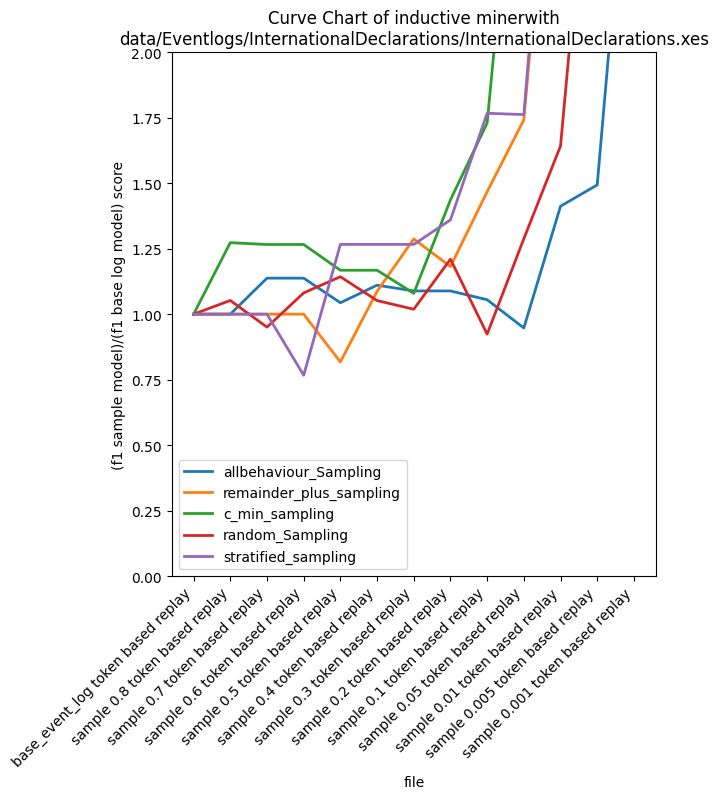 Curve Chart of inductive minerwith
data/Eventlogs/InternationalDeclarations/InternationalDeclarations.xes
(f1 sample model)/(f1 base log model) score
2.00
1.75
1.50
1.25
1.00
0.75
0.50
0.25
0.00
allbehaviour_Sampling
remainder_plus_sampling
c_min_sampling
random_Sampling
stratified_sampling
base_event_log token based replay
sample 0.8 token based replay
sample 0.7 token based replay
sample 0.6 token based replay
sample 0.5 token based replay
sample 0.4 token based replay
sample 0.3 token based replay
sample 0.2 token based replay
sample 0.1 token based replay
sample 0.05 token based replay
sample 0.01 token based replay
sample 0.005 token based replay
sample 0.001 token based replay
file